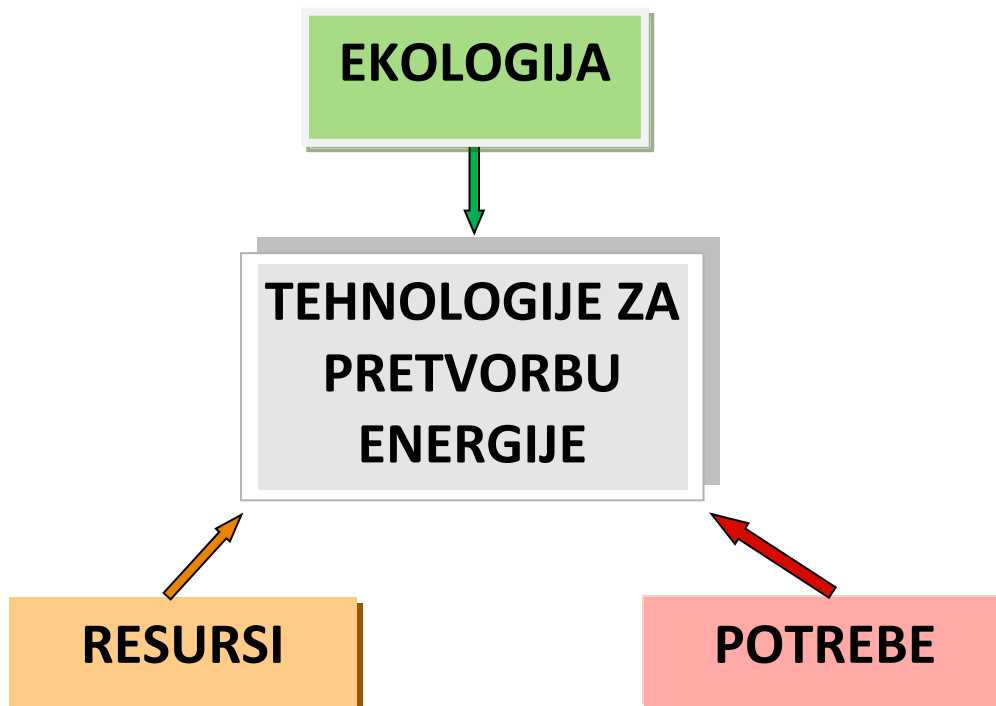 EKOLOGIJA
TEHNOLOGIJE ZA
PRETVORBU
ENERGIJE
RESURSI
POTREBE